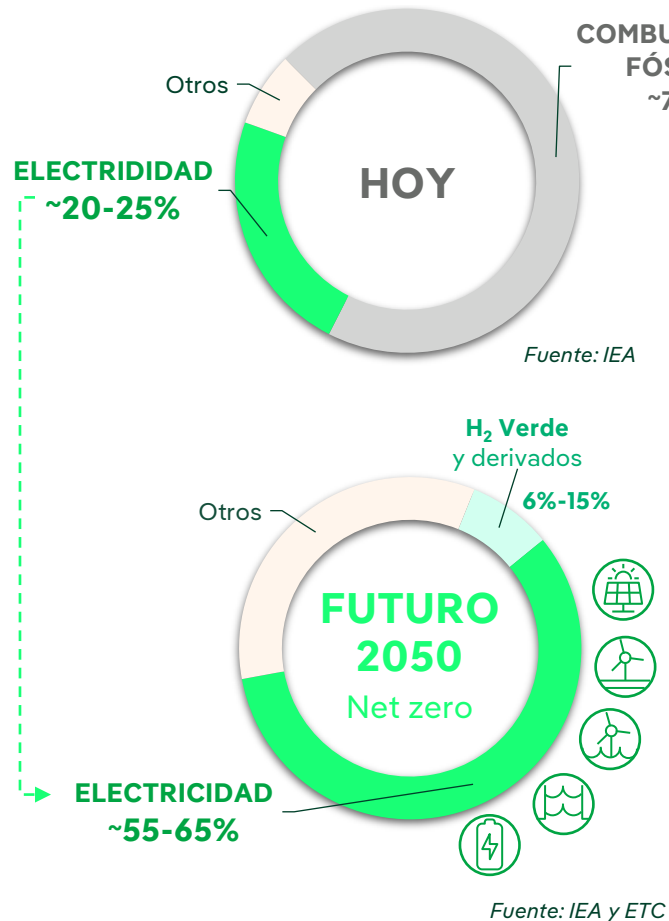 COMBU
FÓS
~7
Otros
ELECTRIDIDAD
~20-25%
HOY
Fuente: IEA
H₂ Verde
y derivados
6%-15%
Otros
FUTURO
2050
Net zero
ELECTRICIDAD
~55-65%
Fuente: IEA y ETC